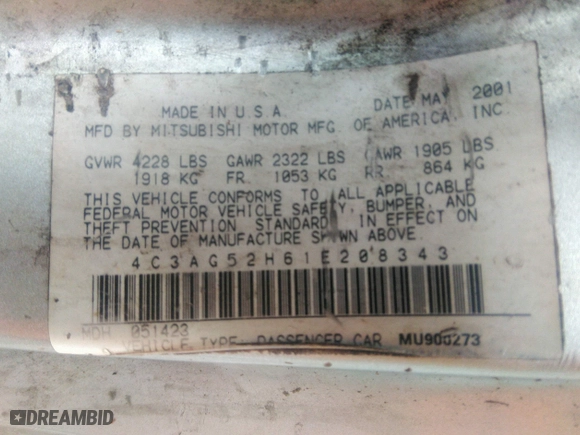 MADE IN U.S.A. DATE MAY 2001
MFD BY MITSUBISHI MOTOR MFG. OF AMERICA, INC
GVWR 4228 LBS GAWR 2322 LBS GAWR 1905 LBS
1918 KG FR. 1053 KG RR 864 KG
THIS VEHICLE CONFORMS TO ALL APPLICABLE
FEDERAL MOTOR VEHICLE SAFETY, BUMPER, AND
THEFT PREVENTION STANDARD IN EFFECT ON
THE DATE OF MANUFACTURE SHOWN ABOVE.
4C3AG52H61E208343
MDH 051423
VEHICLE TYPE: PASSENGER CAR MU900273
DREAMBID